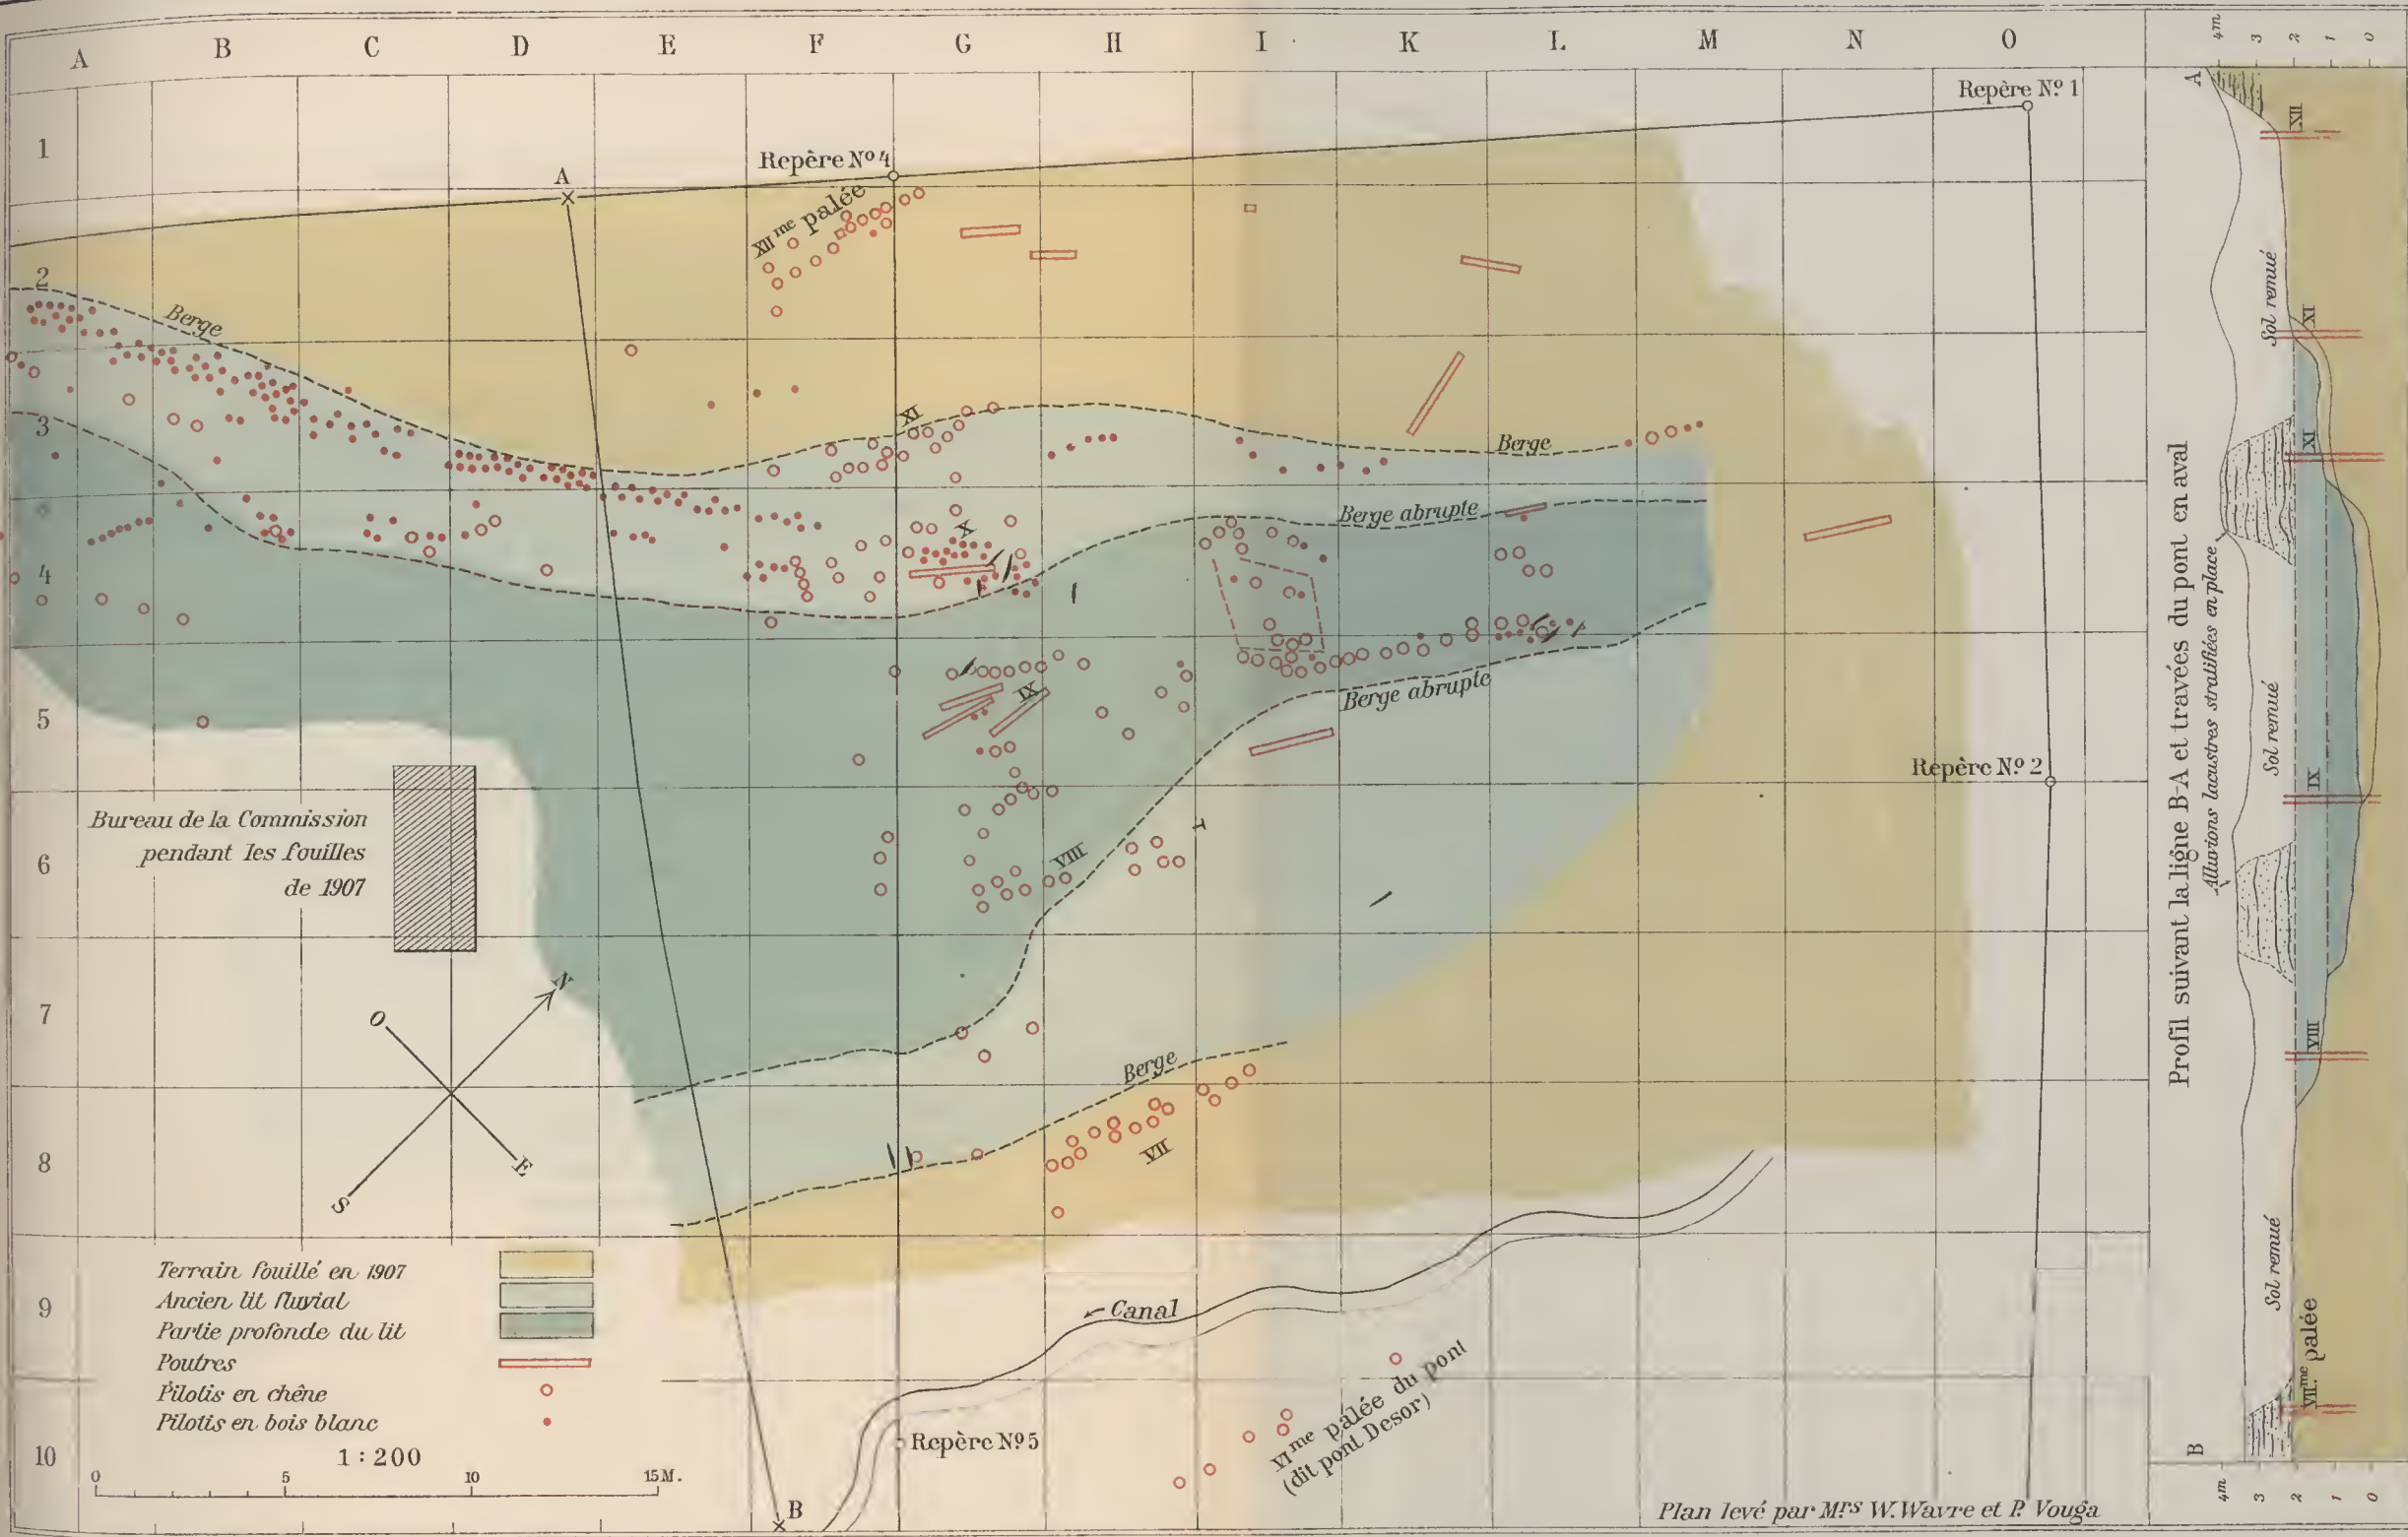 A B C D E F G H I K L M N O
1
2
3
4
5
6
7
8
9
10
Repère Nº 1
Repère Nº 4
A
XIIme palée
Berge
XI
Berge
Berge abrupte
X
IX
Berge abrupte
Repère Nº 2
Bureau de la Commission
pendant les fouilles
de 1907
VIII
T
N
O
E
S
Berge
VII
Terrain fouillé en 1907
Ancien lit fluvial
Partie profonde du lit
Poutres
Pilotis en chêne
Pilotis en bois blanc
1:200
0 5 10 15 M.
Canal
Repère Nº 5
B
VIme palée du pont
(dit pont Desor)
Plan levé par Mrs W. Wavre et P. Vouga
Profil suivant la ligne B-A et travées du pont en aval
Alluvions lacustres stratifiées en place
4m 3 2 1 0
A
XII
Sol remué
XI
XI
Sol remué
IX
VIII
Sol remué
VIIme palée
B
4m 3 2 1 0